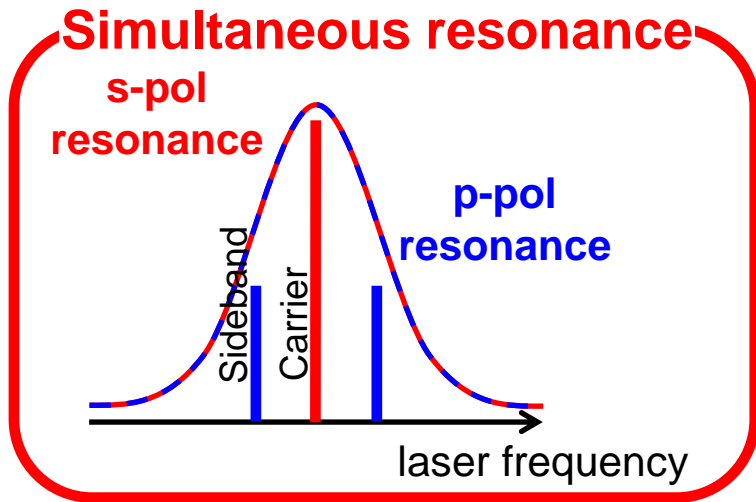 Simultaneous resonance
s-pol
resonance
p-pol
resonance
Sideband
Carrier
laser frequency